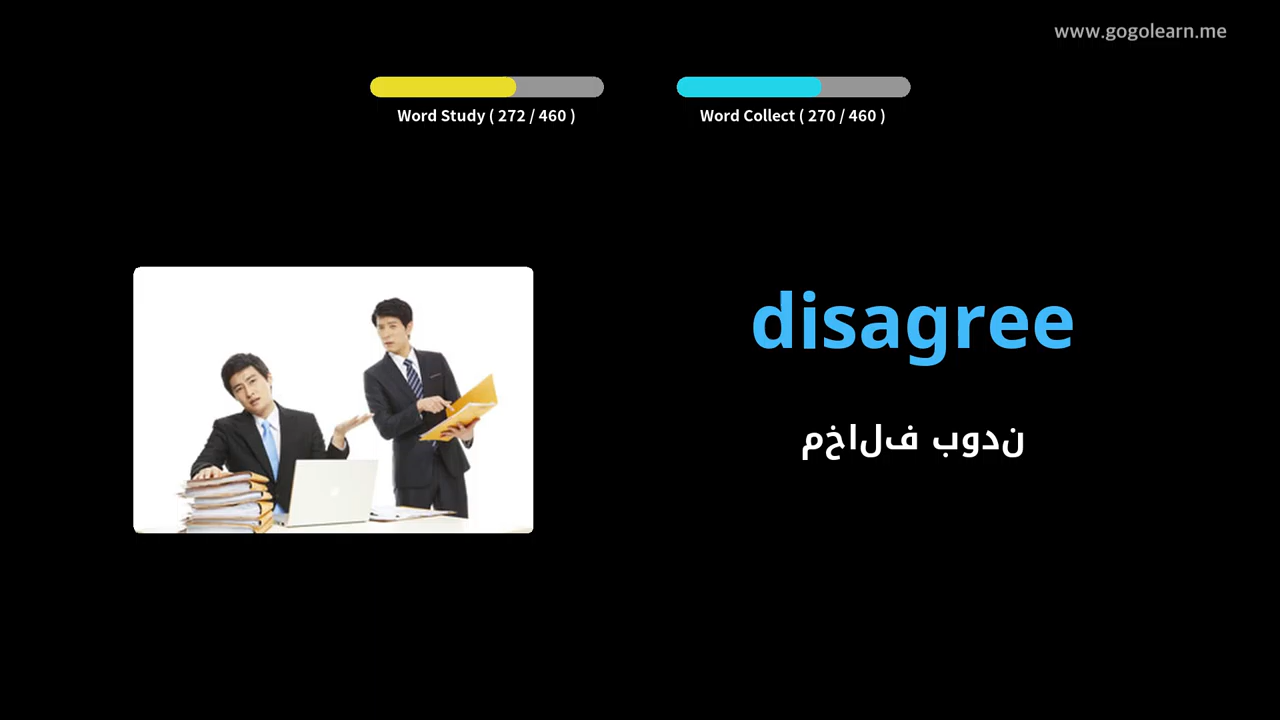 www.gogolearn.me
Word Study ( 272 / 460 )
Word Collect ( 270 / 460 )
disagree
ندوب فلاخم